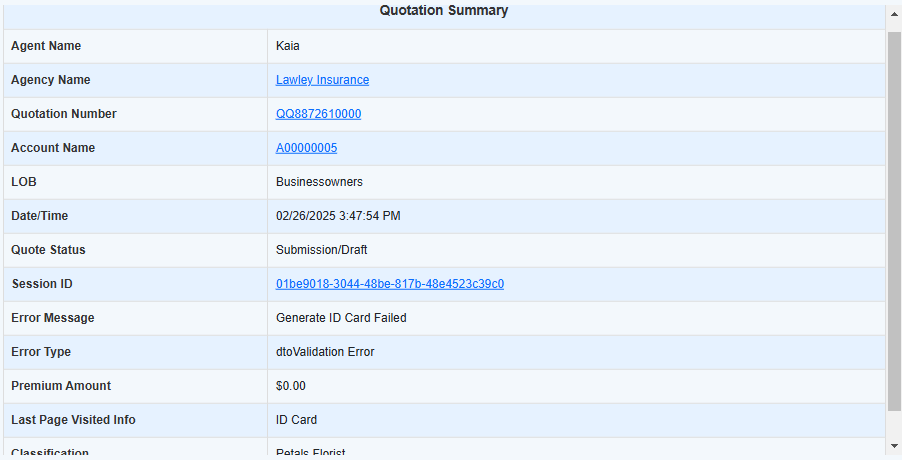 Quotation Summary
Agent Name Kaia
Agency Name Lawley Insurance
Quotation Number QQ8872610000
Account Name A00000005
LOB Businessowners
Date/Time 02/26/2025 3:47:54 PM
Quote Status Submission/Draft
Session ID 01be9018-3044-48be-817b-48e4523c39c0
Error Message Generate ID Card Failed
Error Type dtoValidation Error
Premium Amount $0.00
Last Page Visited Info ID Card
Classification Petals Florist